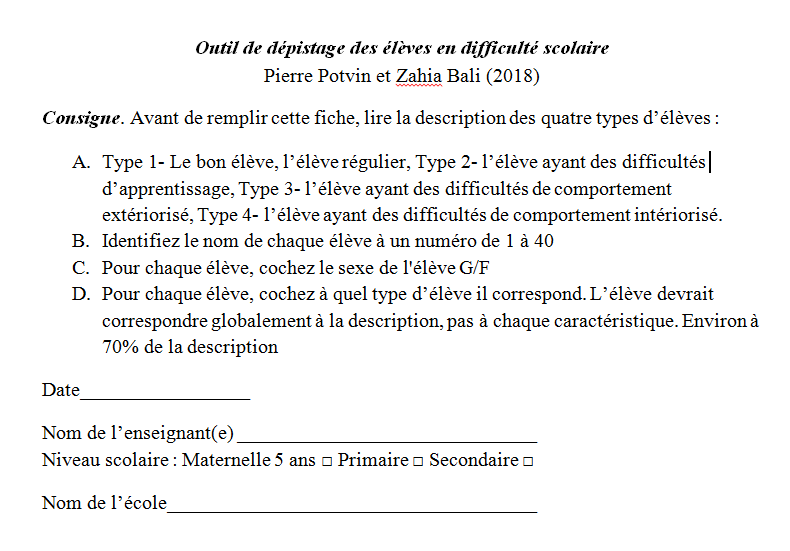 Outil de dépistage des élèves en difficulté scolaire
Pierre Potvin et Zahia Bali (2018)
Consigne. Avant de remplir cette fiche, lire la description des quatre types d’élèves :
A. Type 1- Le bon élève, l’élève régulier, Type 2- l’élève ayant des difficultés
d’apprentissage, Type 3- l’élève ayant des difficultés de comportement
extériorisé, Type 4- l’élève ayant des difficultés de comportement intériorisé.
B. Identifiez le nom de chaque élève à un numéro de 1 à 40
C. Pour chaque élève, cochez le sexe de l'élève G/F
D. Pour chaque élève, cochez à quel type d’élève il correspond. L’élève devrait
correspondre globalement à la description, pas à chaque caractéristique. Environ à
70% de la description
Date_________________
Nom de l’enseignant(e) ______________________________
Niveau scolaire : Maternelle 5 ans □ Primaire □ Secondaire □
Nom de l’école_____________________________________